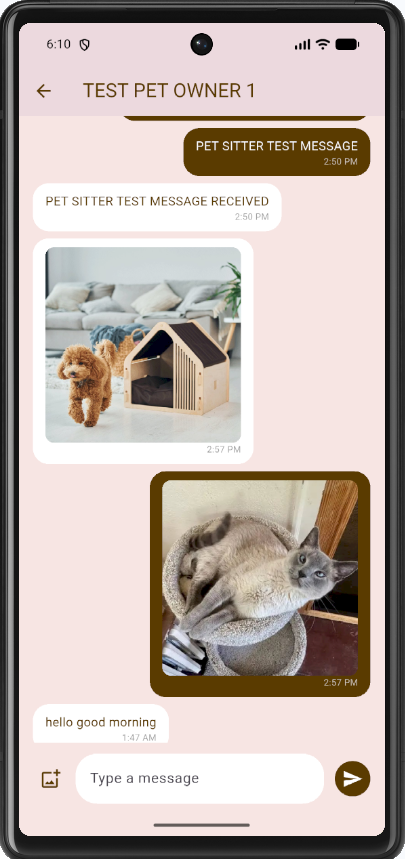 6:10
TEST PET OWNER 1
PET SITTER TEST MESSAGE
2:50 PM
PET SITTER TEST MESSAGE RECEIVED
2:50 PM
2:57 PM
2:57 PM
hello good morning
1:47 AM
Type a message